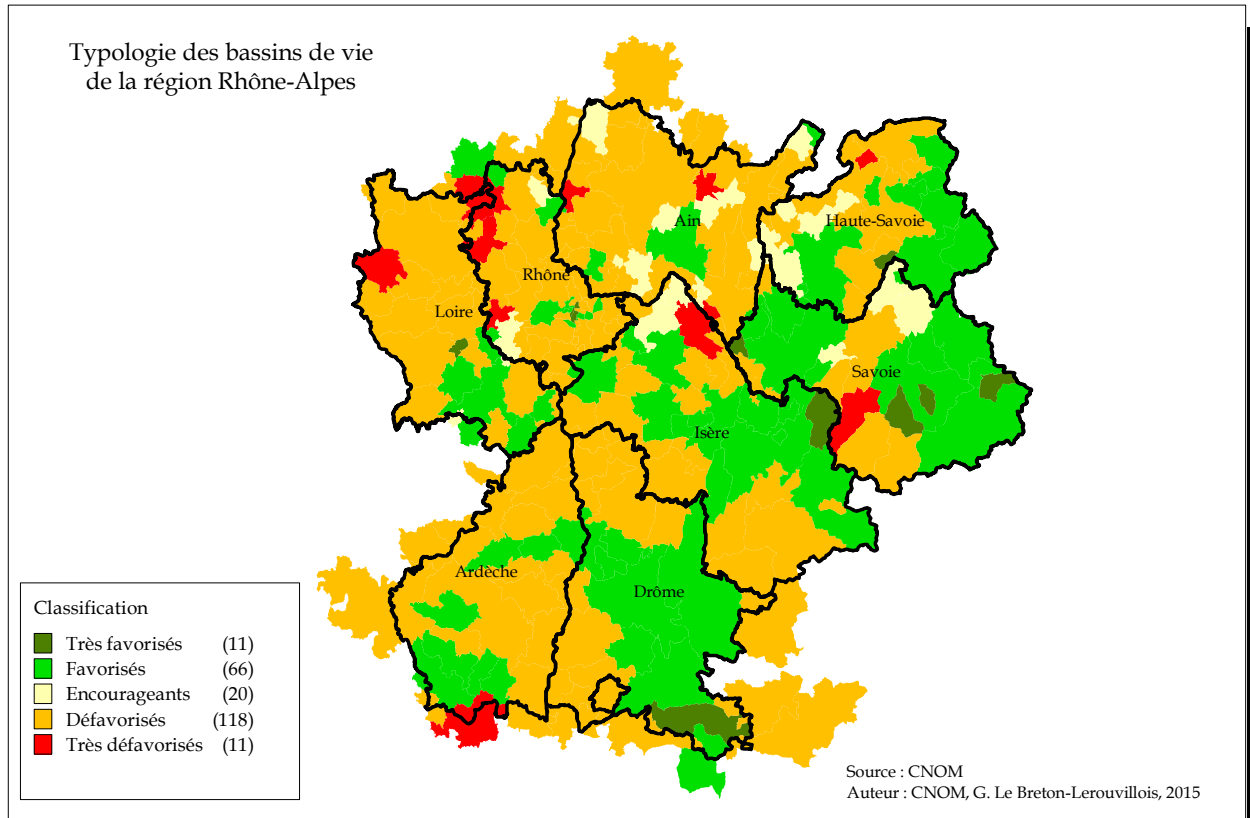 Typologie des bassins de vie
de la région Rhône-Alpes
Ain
Haute-Savoie
Rhône
Loire
Savoie
Isère
Ardèche
Drôme
Classification
Très favorisés (11)
Favorisés (66)
Encourageants (20)
Défavorisés (118)
Très défavorisés (11)
Source : CNOM
Auteur : CNOM, G. Le Breton-Lerouvillois, 2015